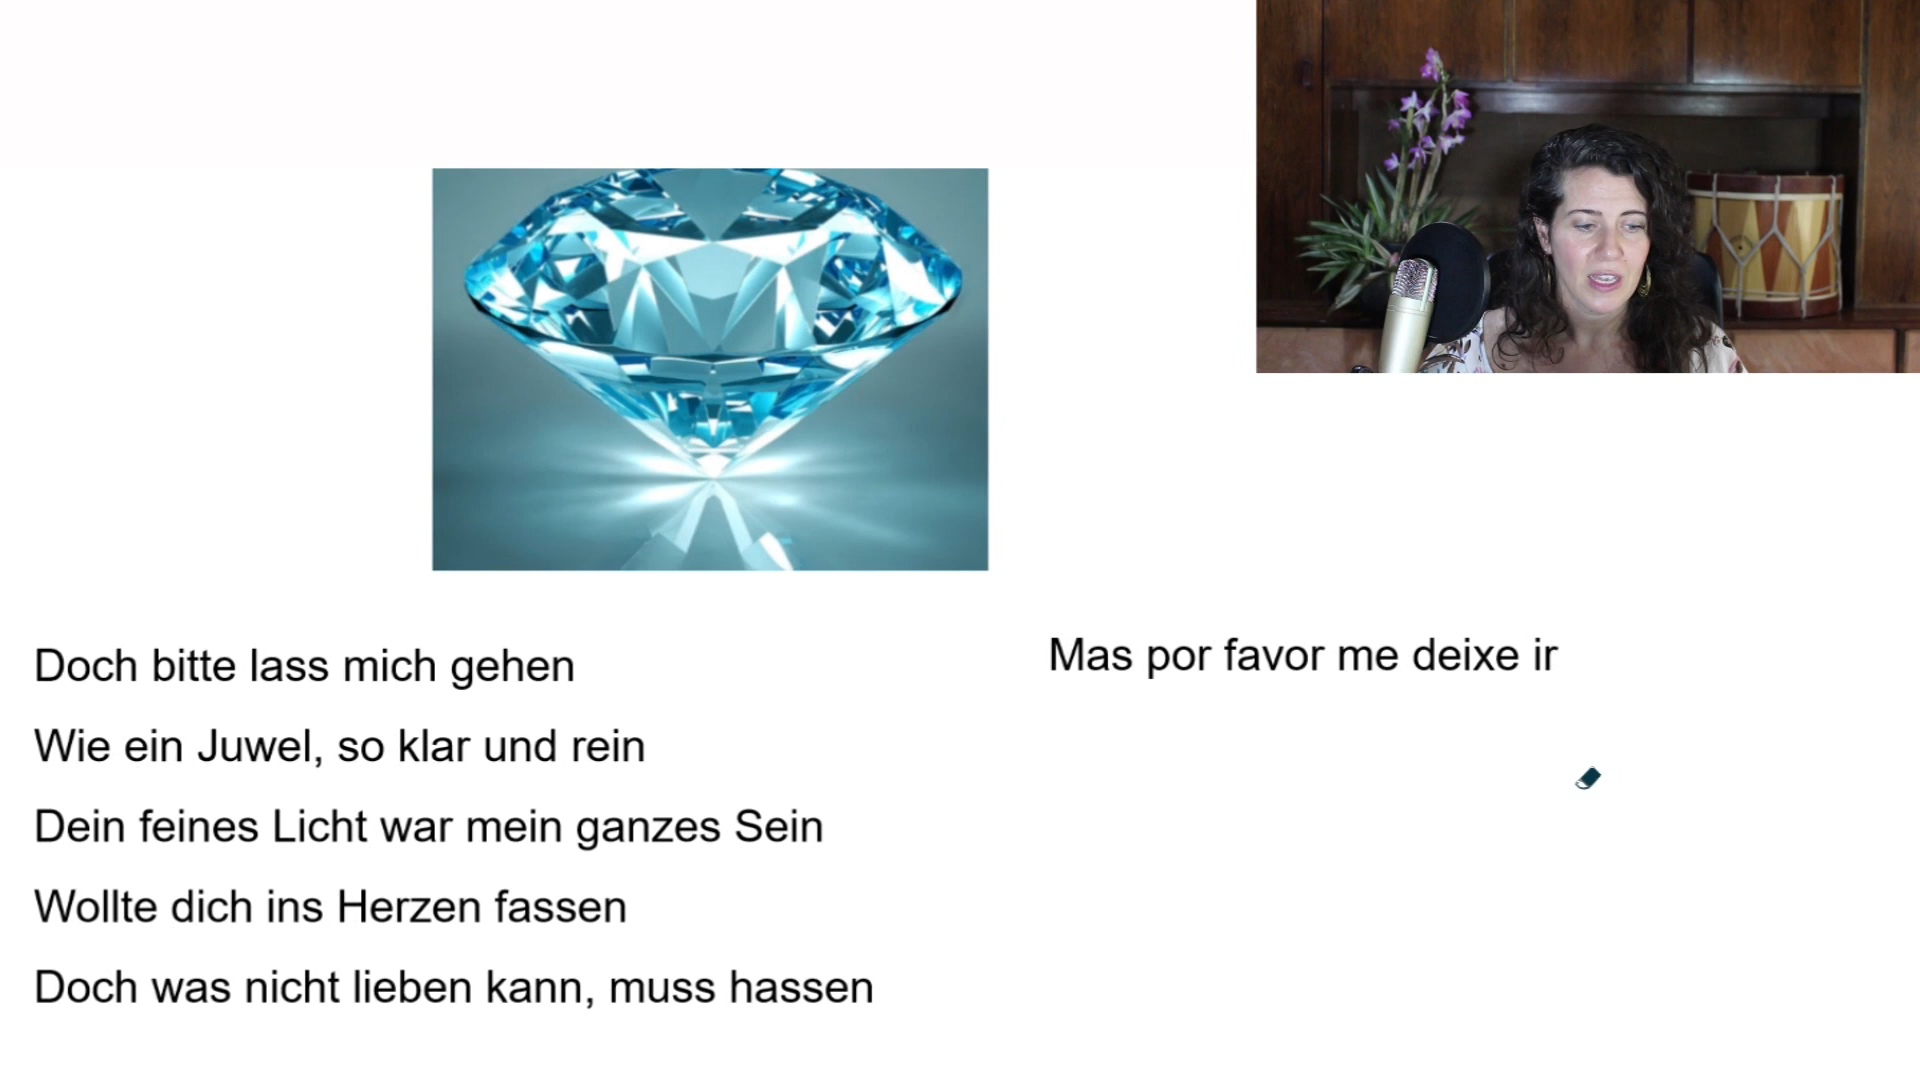 Doch bitte lass mich gehen
Mas por favor me deixe ir
Wie ein Juwel, so klar und rein
Dein feines Licht war mein ganzes Sein
Wollte dich ins Herzen fassen
Doch was nicht lieben kann, muss hassen